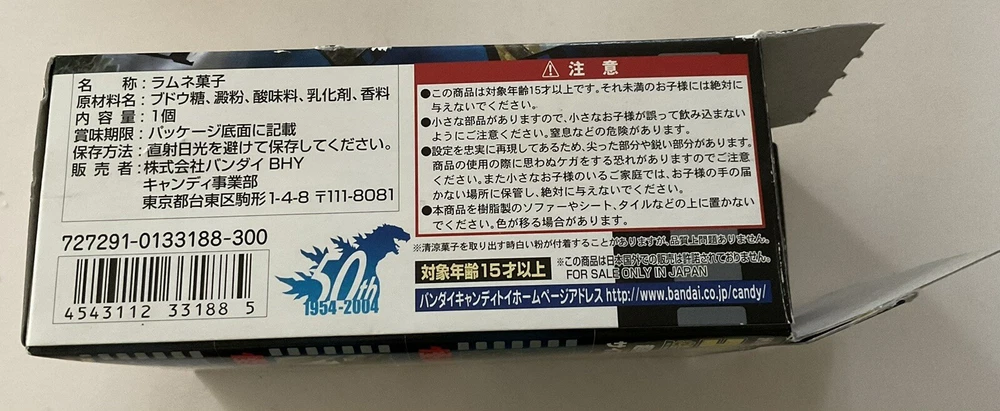 名 称：ラムネ菓子
原材料名：ブドウ糖、澱粉、酸味料、乳化剤、香料
内 容 量：1個
賞味期限：パッケージ底面に記載
保存方法：直射日光を避けて保存してください。
販 売 者：株式会社バンダイ BHY
キャンディ事業部
東京都台東区駒形1-4-8 〒111-8081
727291-0133188-300
4543112 33188 5
50th
1954-2004
⚠ 注 意
●この商品は対象年齢15才以上です。それ未満のお子様には絶対に
与えないでください。
●小さな部品がありますので、小さなお子様が誤って飲み込まない
ようにご注意ください。窒息などの危険があります。
●設定を忠実に再現してあるため、尖った部分や鋭い部分があります。
商品の使用の際に思わぬケガをする恐れがありますのでご注意
ください。また小さなお子様のいるご家庭では、お子様の手の届
かない場所に保管し、絶対に与えないでください。
●本商品を樹脂製のソファーやシート、タイルなどの上に置かない
でください。色が移る場合があります。
※清涼菓子を取り出す時白い粉が付着することがありますが、品質上問題ありません。
対象年齢15才以上
※この商品は日本国外での販売は許諾されておりません。
FOR SALE ONLY IN JAPAN
バンダイキャンディトイホームページアドレス http://www.bandai.co.jp/candy/